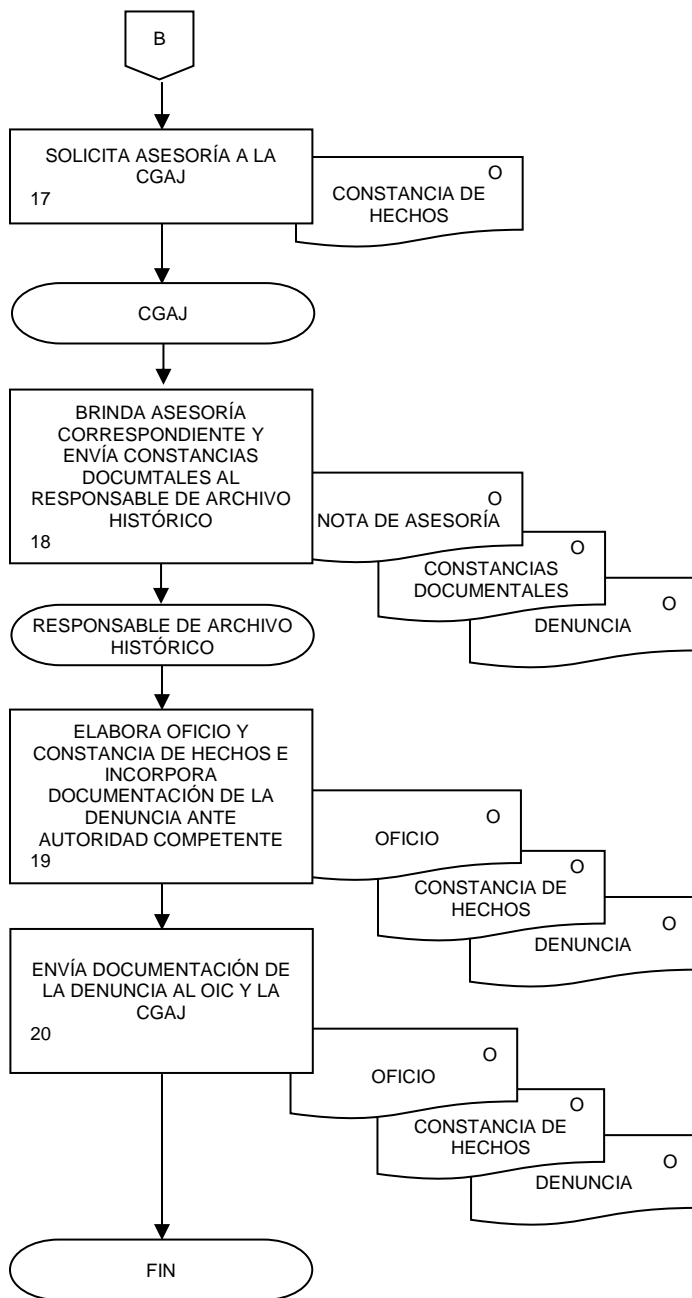 B
SOLICITA ASESORÍA A LA
CGAJ
17
O
CONSTANCIA DE
HECHOS
CGAJ
BRINDA ASESORÍA
CORRESPONDIENTE Y
ENVÍA CONSTANCIAS
DOCUMTALES AL
RESPONSABLE DE ARCHIVO
HISTÓRICO
18
O
NOTA DE ASESORÍA
O
CONSTANCIAS
DOCUMENTALES
O
DENUNCIA
RESPONSABLE DE ARCHIVO
HISTÓRICO
ELABORA OFICIO Y
CONSTANCIA DE HECHOS E
INCORPORA
DOCUMENTACIÓN DE LA
DENUNCIA ANTE
AUTORIDAD COMPETENTE
19
O
OFICIO
O
CONSTANCIA DE
HECHOS
O
DENUNCIA
ENVÍA DOCUMENTACIÓN DE
LA DENUNCIA AL OIC Y LA
CGAJ
20
O
OFICIO
O
CONSTANCIA DE
HECHOS
O
DENUNCIA
FIN